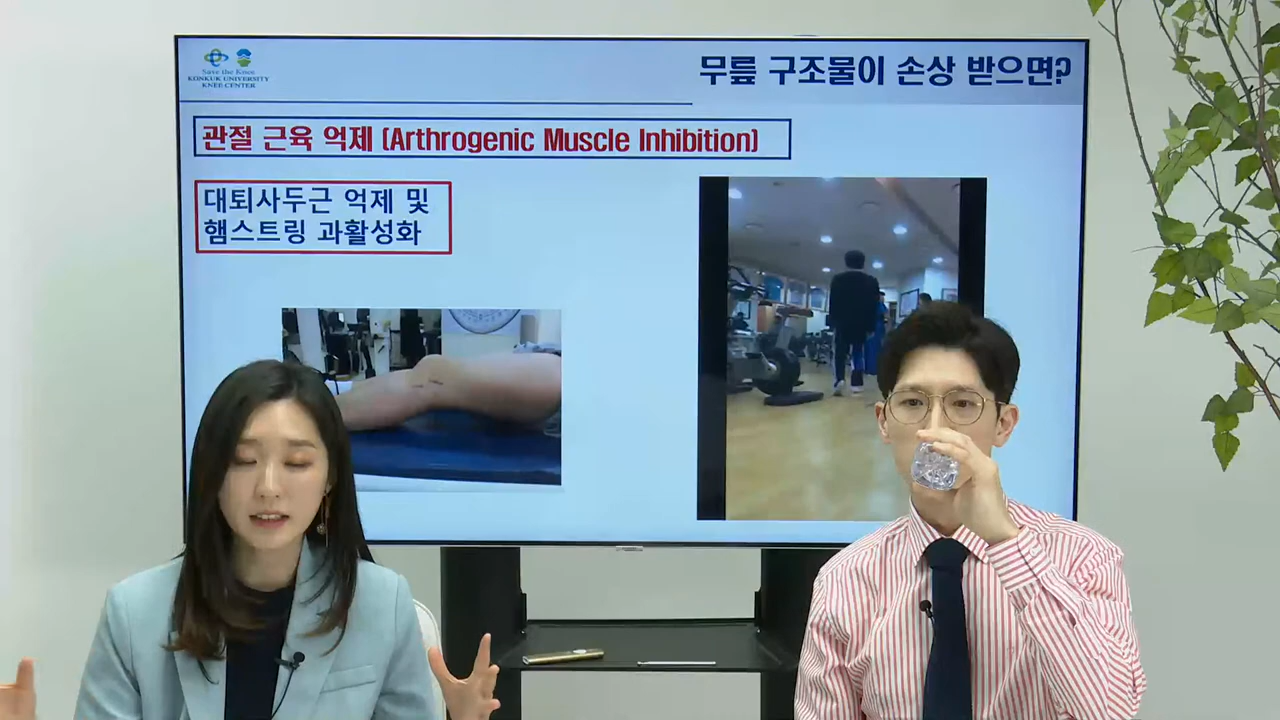 Save the Knee
KONKUK UNIVERSITY
KNEE CENTER
무릎 구조물이 손상 받으면?
관절 근육 억제 (Arthrogenic Muscle Inhibition)
대퇴사두근 억제 및
햄스트링 과활성화